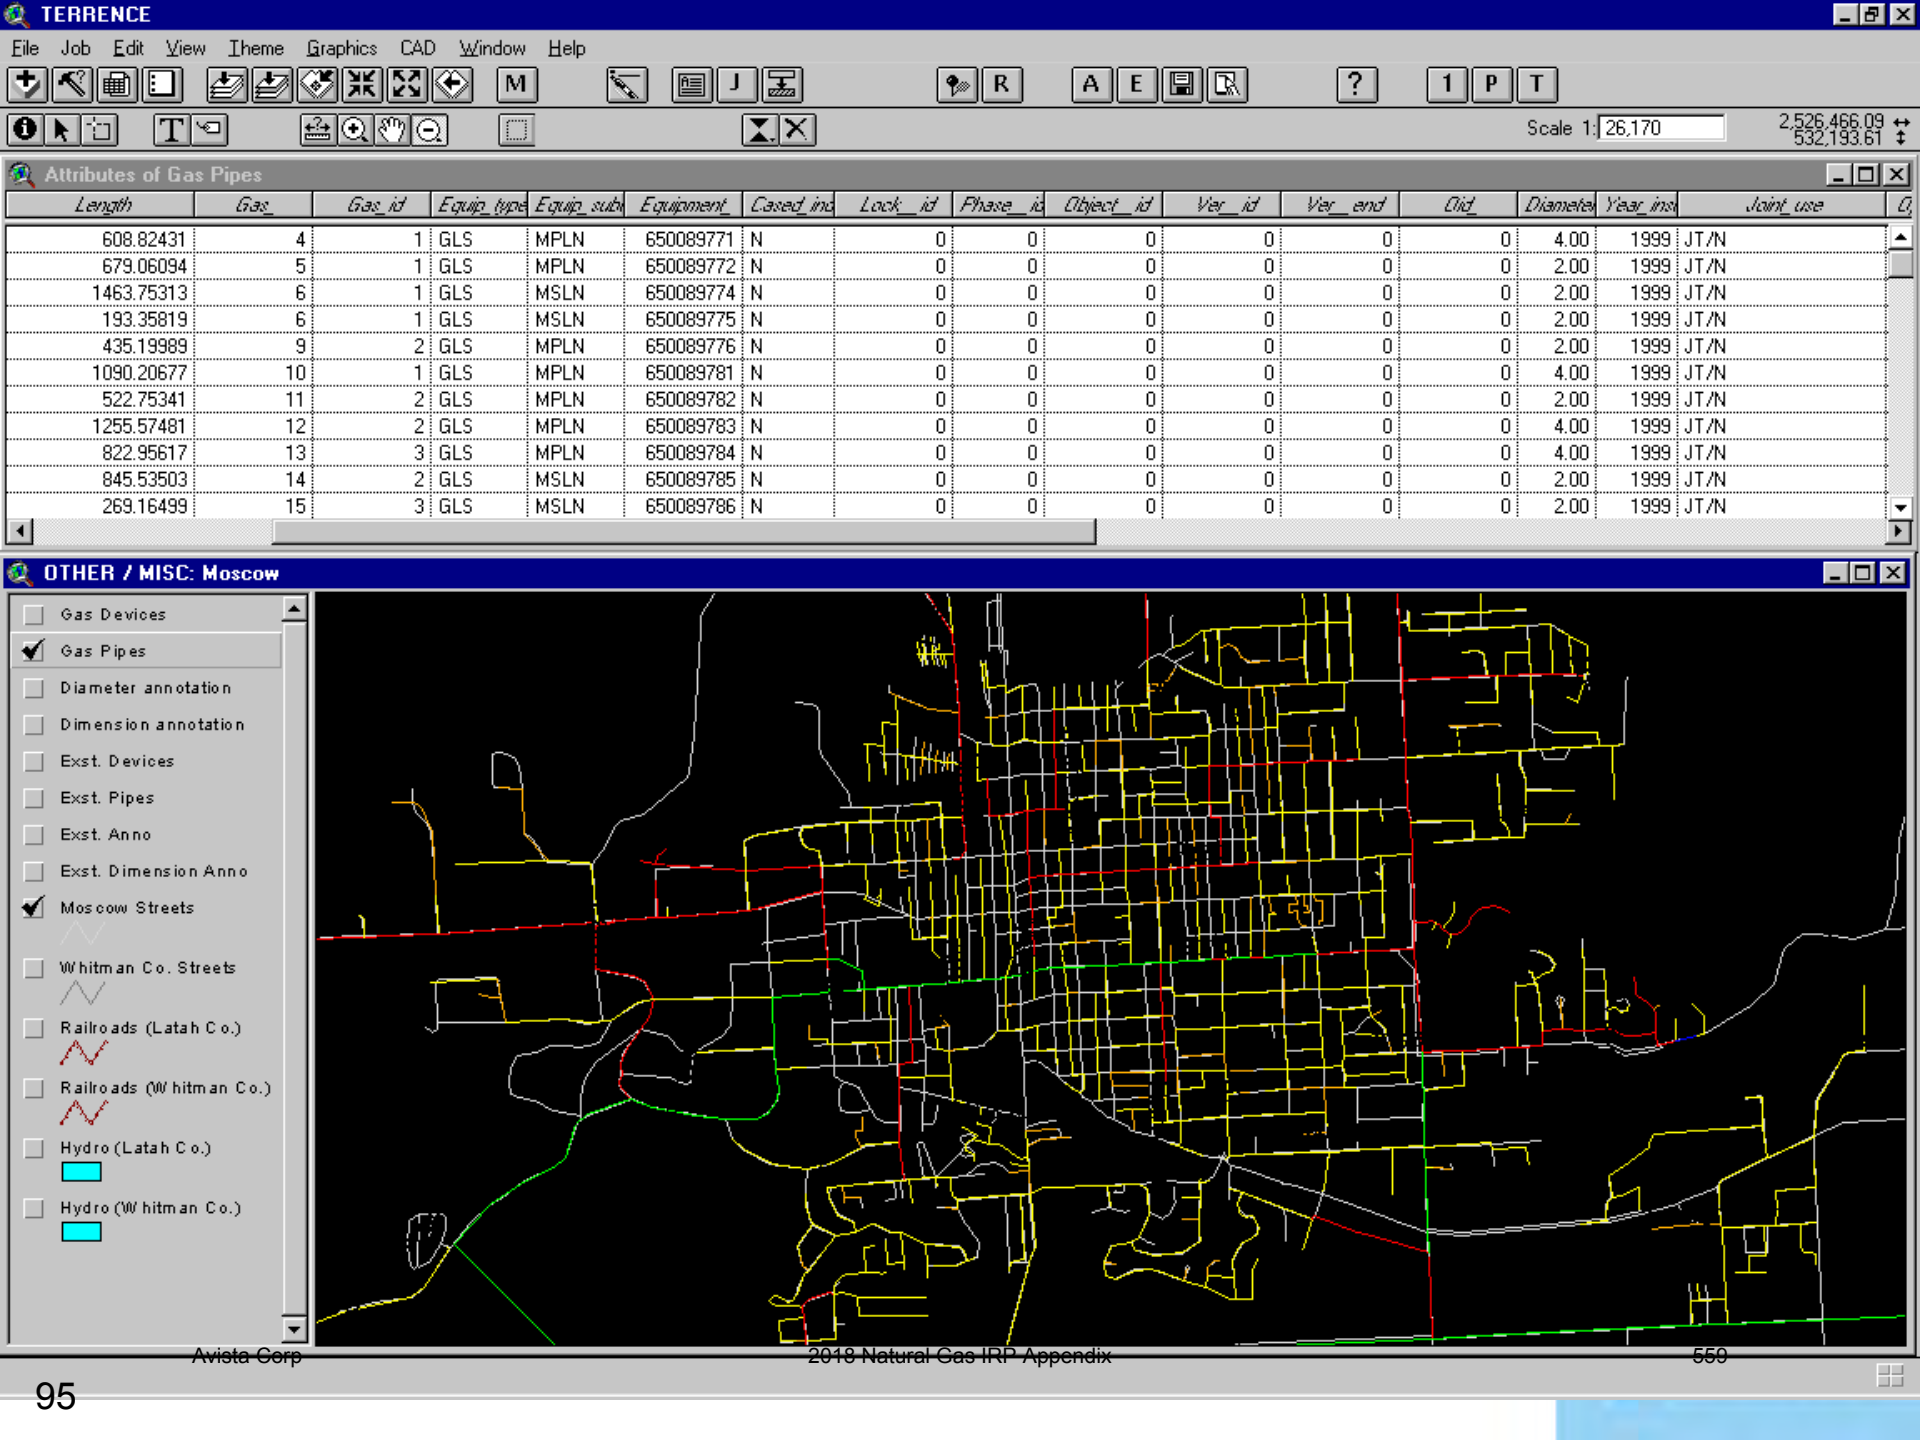 TERRENCE
File Job Edit View Theme Graphics CAD Window Help
M J R A E ? 1 P T
T Scale 1: 26,170 2,526,466.09
532,193.61
Attributes of Gas Pipes
Length Gas_ Gas_id Equip_type Equip_sub Equipment_ Cased_ind Lock__id Phase__id Object__id Ver__id Ver__end Oid_ Diameter Year_inst Joint_use
608.82431 4 1 GLS MPLN 650089771 N 0 0 0 0 0 0 4.00 1999 JT/N
679.06094 5 1 GLS MPLN 650089772 N 0 0 0 0 0 0 2.00 1999 JT/N
1463.75313 6 1 GLS MSLN 650089774 N 0 0 0 0 0 0 2.00 1999 JT/N
193.35819 6 1 GLS MSLN 650089775 N 0 0 0 0 0 0 2.00 1999 JT/N
435.19989 9 2 GLS MPLN 650089776 N 0 0 0 0 0 0 2.00 1999 JT/N
1090.20677 10 1 GLS MPLN 650089781 N 0 0 0 0 0 0 4.00 1999 JT/N
522.75341 11 2 GLS MPLN 650089782 N 0 0 0 0 0 0 2.00 1999 JT/N
1255.57481 12 2 GLS MPLN 650089783 N 0 0 0 0 0 0 4.00 1999 JT/N
822.95617 13 3 GLS MPLN 650089784 N 0 0 0 0 0 0 4.00 1999 JT/N
845.53503 14 2 GLS MSLN 650089785 N 0 0 0 0 0 0 2.00 1999 JT/N
269.16499 15 3 GLS MSLN 650089786 N 0 0 0 0 0 0 2.00 1999 JT/N
OTHER / MISC: Moscow
Gas Devices
Gas Pipes
Diameter annotation
Dimension annotation
Exst. Devices
Exst. Pipes
Exst. Anno
Exst. Dimension Anno
Moscow Streets
Whitman Co. Streets
Railroads (Latah Co.)
Railroads (Whitman Co.)
Hydro (Latah Co.)
Hydro (Whitman Co.)
Avista Corp 2018 Natural Gas IRP Appendix 559
95